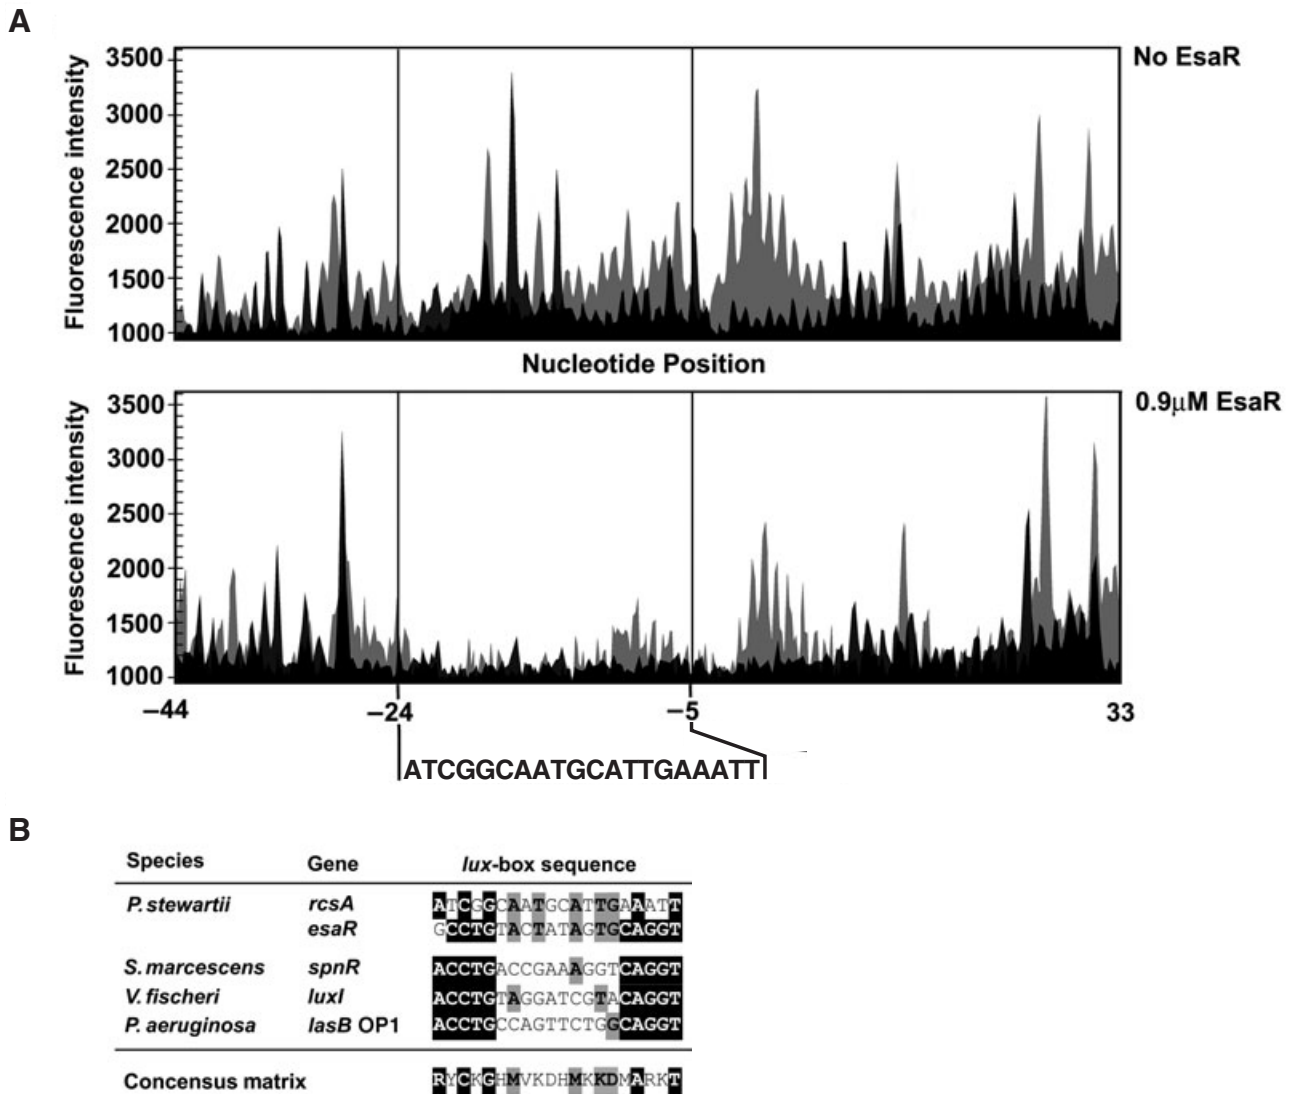 A
No EsaR
Fluorescence intensity
3500
3000
2500
2000
1500
1000
Nucleotide Position
0.9μM EsaR
Fluorescence intensity
3500
3000
2500
2000
1500
1000
–44
–24
–5
33
ATCGGCAATGCATTGAAATT
B
Species Gene lux-box sequence
P. stewartii rcsA ATCGGCAATGCATTGAAATT
esaR GCCTGTACTATAGTGCAGGT
S. marcescens spnR ACCTGACCGAAAGGTCAGGT
V. fischeri luxI ACCTGTAGGATCGTACAGGT
P. aeruginosa lasB OP1 ACCTGCCAGTTCTGGCAGGT
Concensus matrix RYCKGHMVKDHMKKDMARKT